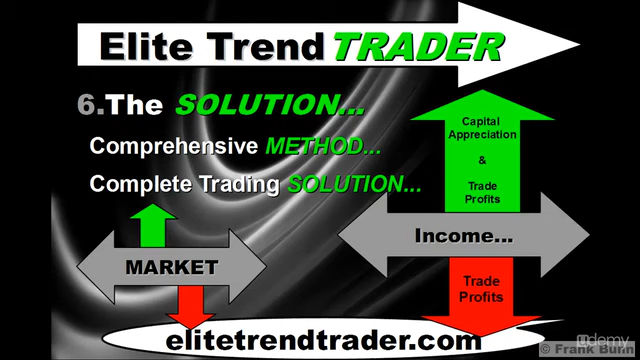 Elite Trend TRADER
6.The SOLUTION...
Comprehensive METHOD...
Complete Trading SOLUTION...
Capital
Appreciation
&
Trade
Profits
MARKET
Income...
Trade
Profits
elitetrendtrader.com
udemy
© Frank Bunn